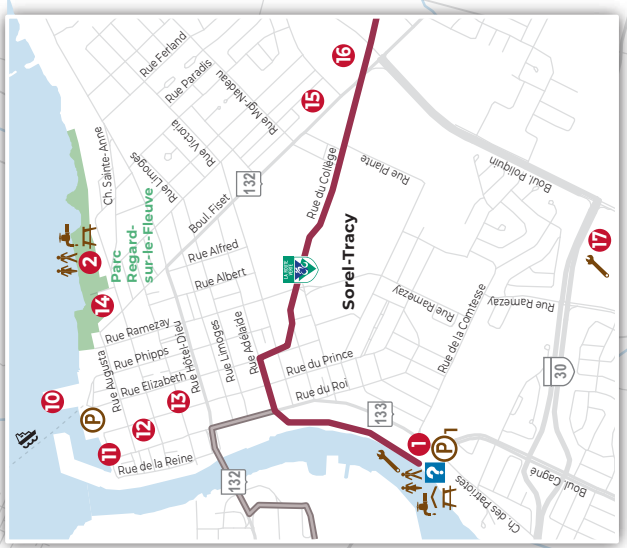 Rue Ferland
Rue Paradis
Rue Mgr-Nadeau
16
15
Rue Victoria
Ch. Sainte-Anne
Rue Limoges
Rue du Collège
Rue Plante
Boul. Poliquin
132
Boul. Fiset
2
Parc
Regard-
sur-le-Fleuve
Rue Alfred
Rue Albert
LA ROUTE
VERTE
Sorel-Tracy
17
14
Rue Ramezay
Rue Phipps
Rue Elizabeth
Rue Augusta
Rue Hôtel-Dieu
Rue Limoges
Rue Adélaïde
Rue Ramezay
Rue Ramezay
Rue de la Comtesse
Rue du Prince
Rue du Roi
30
10
P
13
12
11
Rue de la Reine
133
1
P1
?
132
Ch. des Patriotes
Boul. Gagné